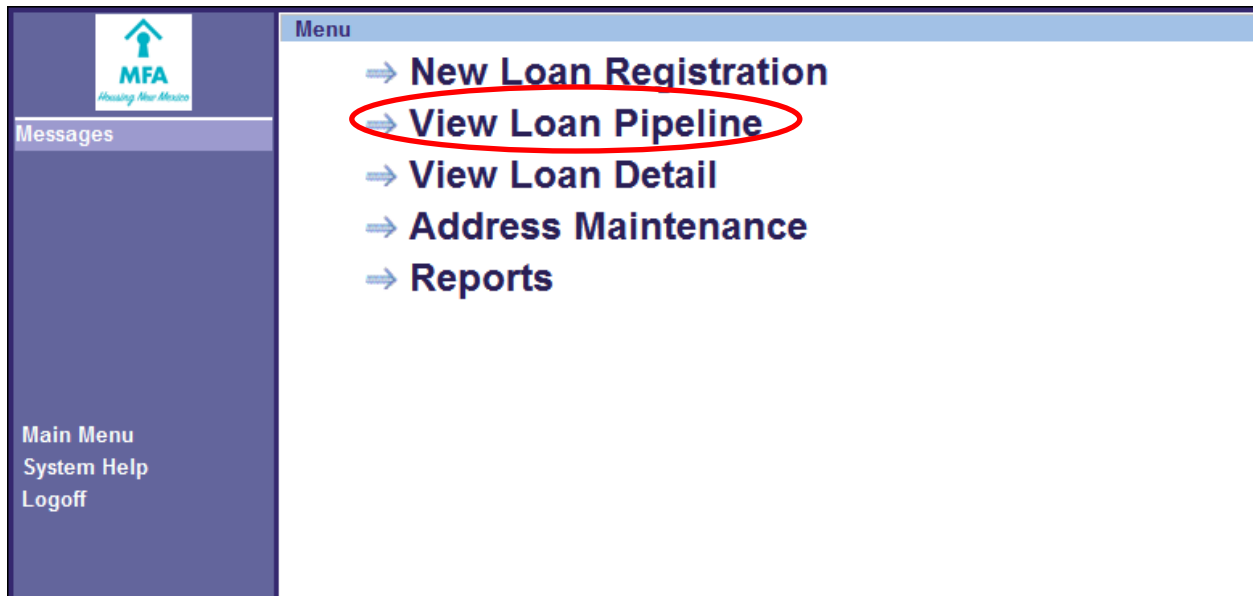 MFA
Housing New Mexico
Messages
Main Menu
System Help
Logoff
Menu
New Loan Registration
View Loan Pipeline
View Loan Detail
Address Maintenance
Reports